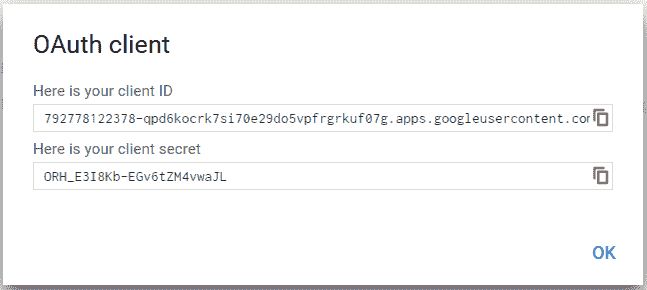 OAuth client
Here is your client ID
792778122378-qpd6kocrk7si70e29do5vpfrgrkuf07g.apps.googleusercontent.com
Here is your client secret
ORH_E3I8Kb-EGv6tZM4vwaJL
OK